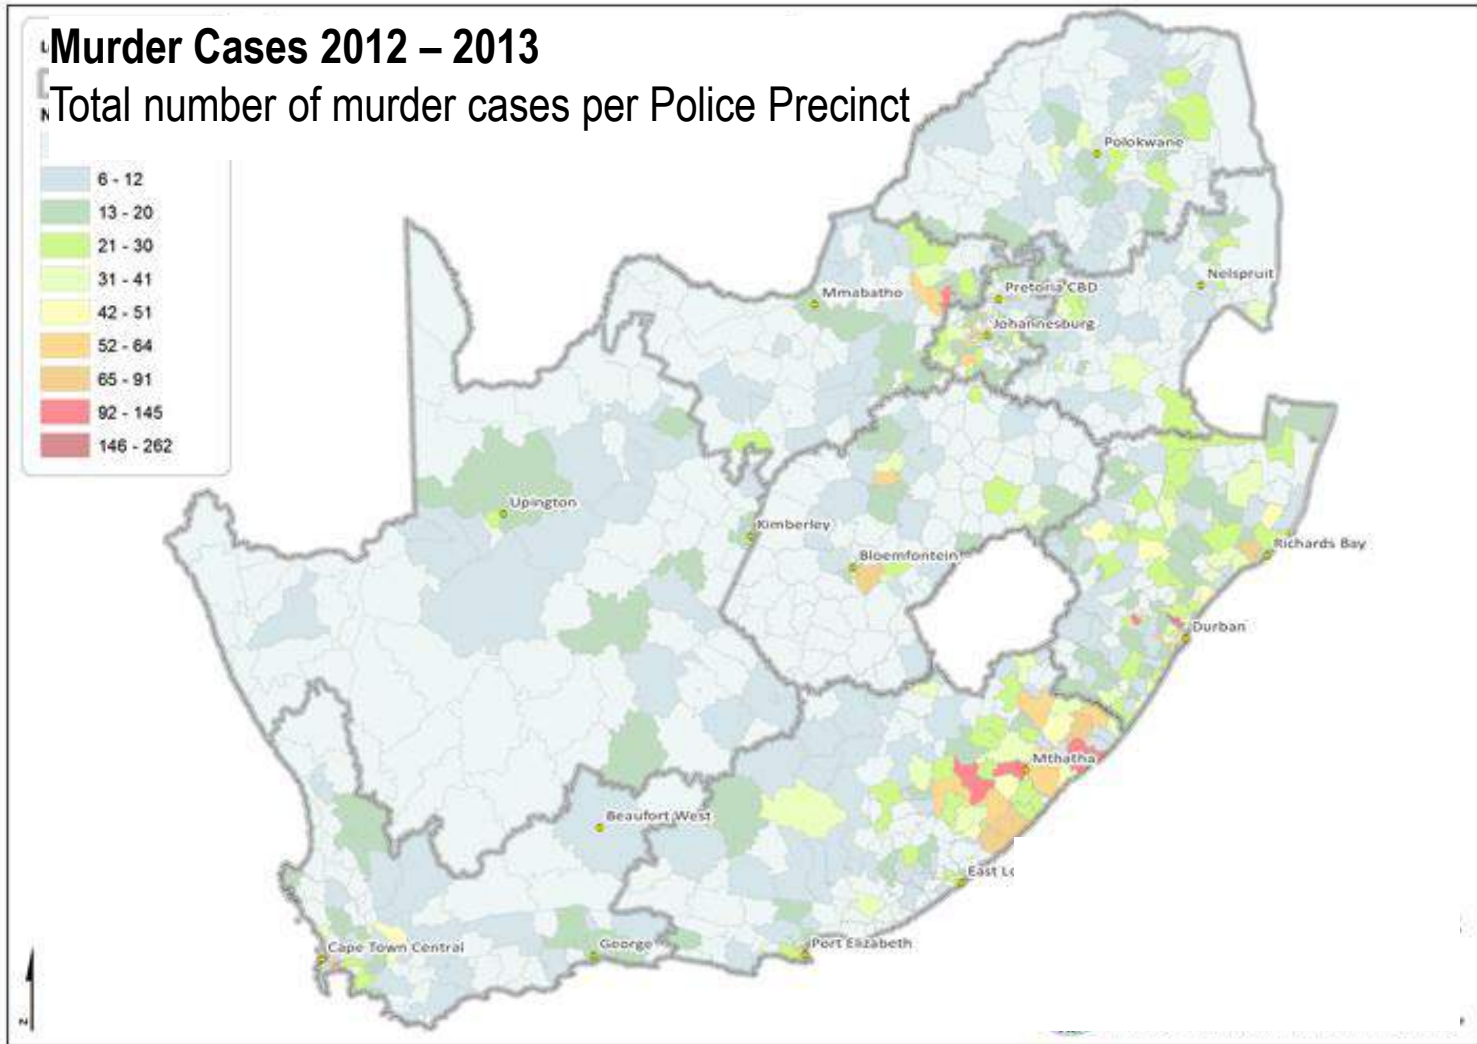 Murder Cases 2012 – 2013
Total number of murder cases per Police Precinct
6 - 12
13 - 20
21 - 30
31 - 41
42 - 51
52 - 64
65 - 91
92 - 145
146 - 262
Polokwane
Nelspruit
Mmabatho
Pretoria CBD
Johannesburg
Upington
Kimberley
Bloemfontein
Richards Bay
Durban
Mthatha
Beaufort West
East Lo
Cape Town Central
George
Port Elizabeth
N